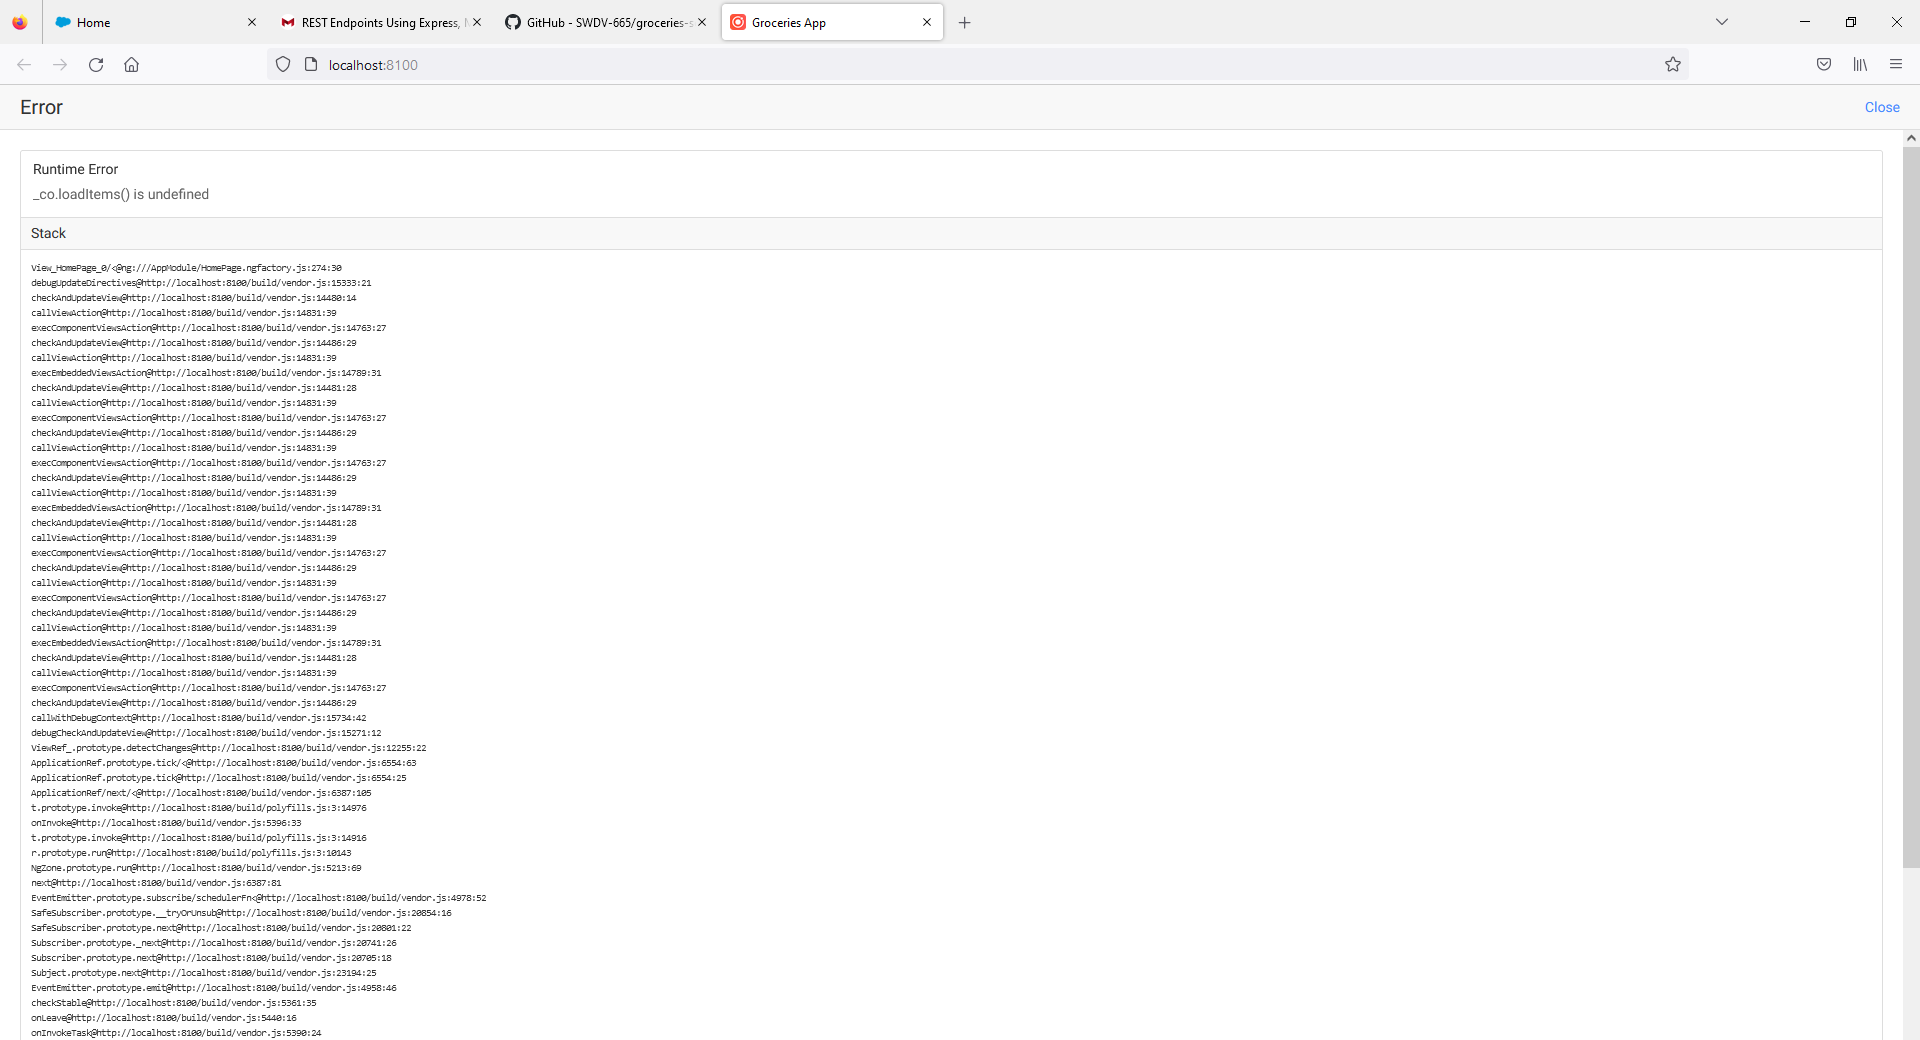 Home
REST Endpoints Using Express, M
GitHub - SWDV-665/groceries-s
Groceries App
localhost:8100
Error
Close
Runtime Error
_co.loadItems() is undefined
Stack
View_HomePage_0/<@ng:///AppModule/HomePage.ngfactory.js:274:30
debugUpdateDirectives@http://localhost:8100/build/vendor.js:15333:21
checkAndUpdateView@http://localhost:8100/build/vendor.js:14480:14
callViewAction@http://localhost:8100/build/vendor.js:14831:39
execComponentViewsAction@http://localhost:8100/build/vendor.js:14763:27
checkAndUpdateView@http://localhost:8100/build/vendor.js:14486:29
callViewAction@http://localhost:8100/build/vendor.js:14831:39
execEmbeddedViewsAction@http://localhost:8100/build/vendor.js:14789:31
checkAndUpdateView@http://localhost:8100/build/vendor.js:14481:28
callViewAction@http://localhost:8100/build/vendor.js:14831:39
execComponentViewsAction@http://localhost:8100/build/vendor.js:14763:27
checkAndUpdateView@http://localhost:8100/build/vendor.js:14486:29
callViewAction@http://localhost:8100/build/vendor.js:14831:39
execComponentViewsAction@http://localhost:8100/build/vendor.js:14763:27
checkAndUpdateView@http://localhost:8100/build/vendor.js:14486:29
callViewAction@http://localhost:8100/build/vendor.js:14831:39
execEmbeddedViewsAction@http://localhost:8100/build/vendor.js:14789:31
checkAndUpdateView@http://localhost:8100/build/vendor.js:14481:28
callViewAction@http://localhost:8100/build/vendor.js:14831:39
execComponentViewsAction@http://localhost:8100/build/vendor.js:14763:27
checkAndUpdateView@http://localhost:8100/build/vendor.js:14486:29
callViewAction@http://localhost:8100/build/vendor.js:14831:39
execComponentViewsAction@http://localhost:8100/build/vendor.js:14763:27
checkAndUpdateView@http://localhost:8100/build/vendor.js:14486:29
callViewAction@http://localhost:8100/build/vendor.js:14831:39
execEmbeddedViewsAction@http://localhost:8100/build/vendor.js:14789:31
checkAndUpdateView@http://localhost:8100/build/vendor.js:14481:28
callViewAction@http://localhost:8100/build/vendor.js:14831:39
execComponentViewsAction@http://localhost:8100/build/vendor.js:14763:27
checkAndUpdateView@http://localhost:8100/build/vendor.js:14486:29
callWithDebugContext@http://localhost:8100/build/vendor.js:15734:42
debugCheckAndUpdateView@http://localhost:8100/build/vendor.js:15271:12
ViewRef_.prototype.detectChanges@http://localhost:8100/build/vendor.js:12255:22
ApplicationRef.prototype.tick/<@http://localhost:8100/build/vendor.js:6554:63
ApplicationRef.prototype.tick@http://localhost:8100/build/vendor.js:6554:25
ApplicationRef/next/<@http://localhost:8100/build/vendor.js:6387:105
t.prototype.invoke@http://localhost:8100/build/polyfills.js:3:14976
onInvoke@http://localhost:8100/build/vendor.js:5396:33
t.prototype.invoke@http://localhost:8100/build/polyfills.js:3:14916
r.prototype.run@http://localhost:8100/build/polyfills.js:3:10143
NgZone.prototype.run@http://localhost:8100/build/vendor.js:5213:69
next@http://localhost:8100/build/vendor.js:6387:81
EventEmitter.prototype.subscribe/schedulerFn<@http://localhost:8100/build/vendor.js:4978:52
SafeSubscriber.prototype.__tryOrUnsub@http://localhost:8100/build/vendor.js:20854:16
SafeSubscriber.prototype.next@http://localhost:8100/build/vendor.js:20801:22
Subscriber.prototype._next@http://localhost:8100/build/vendor.js:20741:26
Subscriber.prototype.next@http://localhost:8100/build/vendor.js:20705:18
Subject.prototype.next@http://localhost:8100/build/vendor.js:23194:25
EventEmitter.prototype.emit@http://localhost:8100/build/vendor.js:4958:46
checkStable@http://localhost:8100/build/vendor.js:5361:35
onLeave@http://localhost:8100/build/vendor.js:5440:16
onInvokeTask@http://localhost:8100/build/vendor.js:5390:24